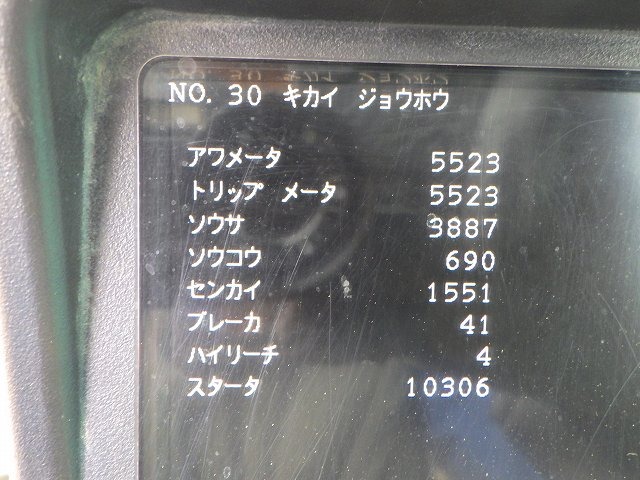 NO. 30 キカイ ジョウホウ
アワメータ 5523
トリップ メータ 5523
ソウサ 3887
ソウコウ 690
センカイ 1551
ブレーカ 41
ハイリーチ 4
スタータ 10306